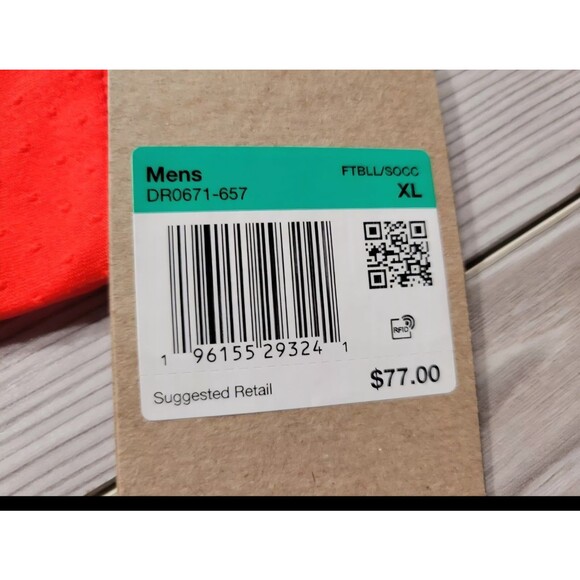 Mens FTBLL/SOCC
DR0671-657 XL
1 96155 29324 1
RFID
Suggested Retail $77.00